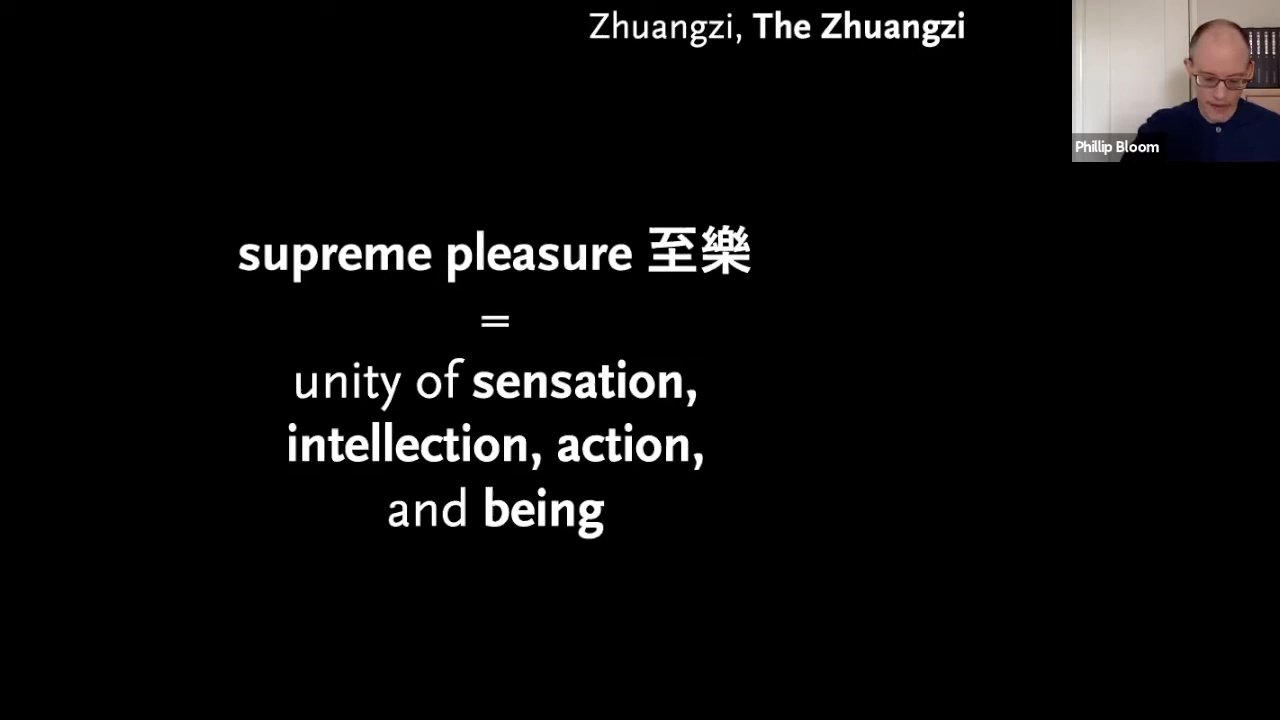 Zhuangzi, The Zhuangzi
Phillip Bloom
supreme pleasure 至樂
=
unity of sensation,
intellection, action,
and being